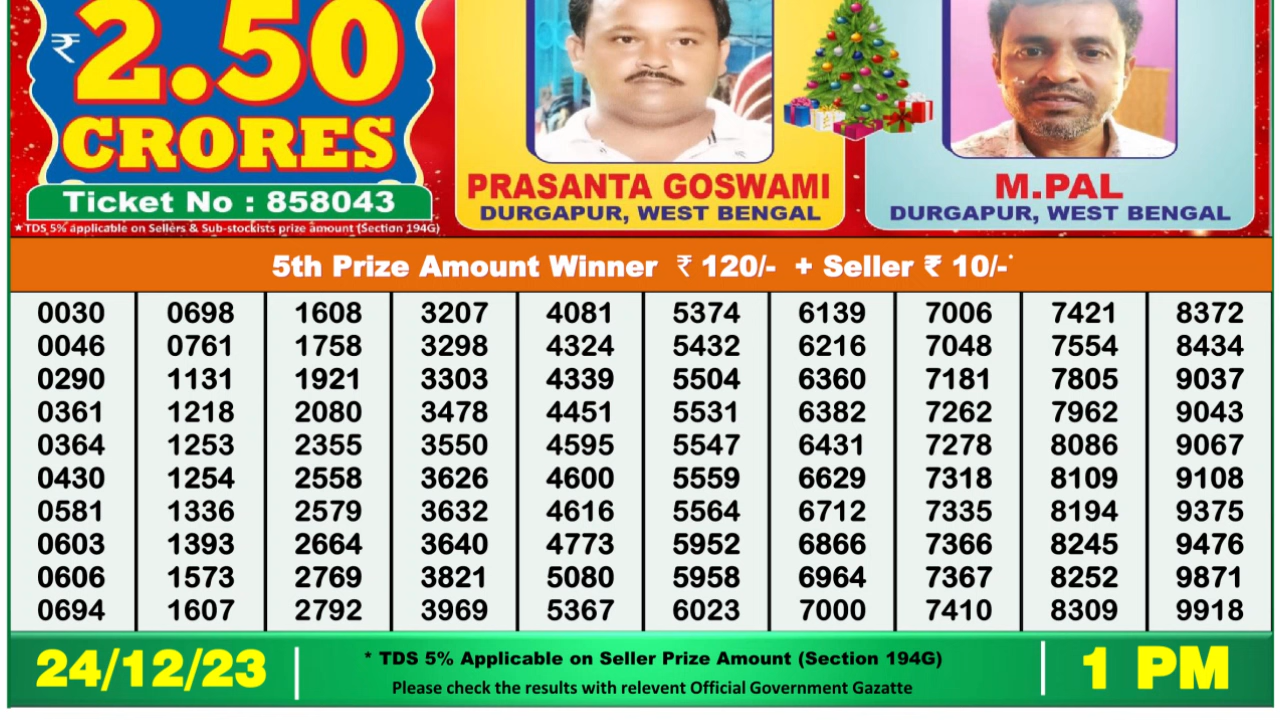 ₹ 2.50
CRORES
Ticket No : 858043
★TDS 5% applicable on Sellers & Sub-stockists prize amount (Section 194G)
PRASANTA GOSWAMI
DURGAPUR, WEST BENGAL
M.PAL
DURGAPUR, WEST BENGAL
5th Prize Amount Winner ₹ 120/- + Seller ₹ 10/-*
0030 0698 1608 3207 4081 5374 6139 7006 7421 8372
0046 0761 1758 3298 4324 5432 6216 7048 7554 8434
0290 1131 1921 3303 4339 5504 6360 7181 7805 9037
0361 1218 2080 3478 4451 5531 6382 7262 7962 9043
0364 1253 2355 3550 4595 5547 6431 7278 8086 9067
0430 1254 2558 3626 4600 5559 6629 7318 8109 9108
0581 1336 2579 3632 4616 5564 6712 7335 8194 9375
0603 1393 2664 3640 4773 5952 6866 7366 8245 9476
0606 1573 2769 3821 5080 5958 6964 7367 8252 9871
0694 1607 2792 3969 5367 6023 7000 7410 8309 9918
24/12/23
* TDS 5% Applicable on Seller Prize Amount (Section 194G)
Please check the results with relevent Official Government Gazatte
1 PM